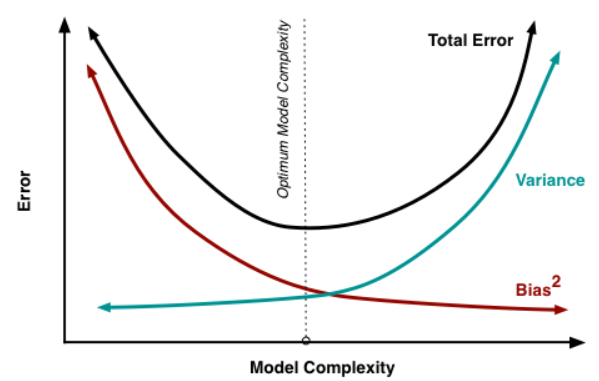 Total Error
Optimum Model Complexity
Variance
Error
Bias²
Model Complexity